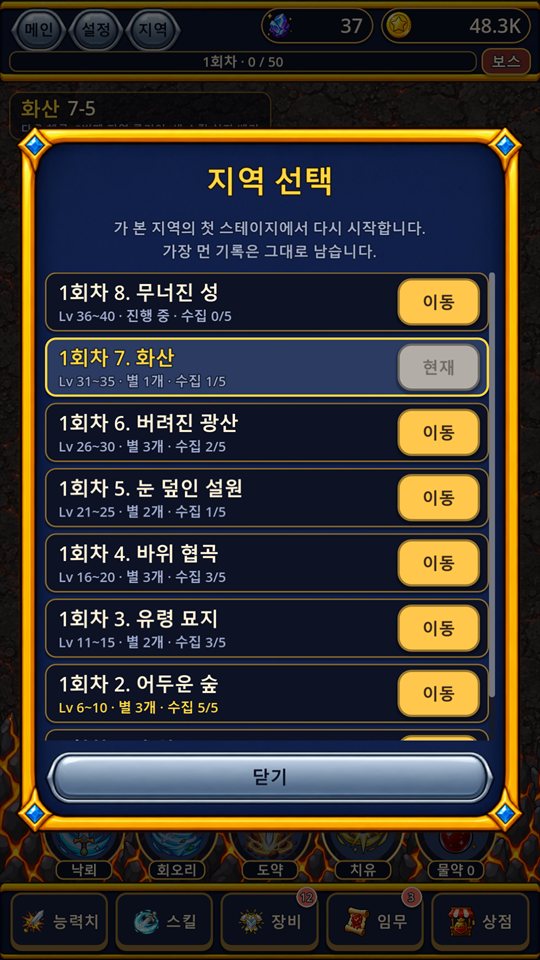 메인 설정 지역 37 48.3K
1회차 · 0 / 50 보스
화산 7-5
지역 선택
가 본 지역의 첫 스테이지에서 다시 시작합니다.
가장 먼 기록은 그대로 남습니다.
1회차 8. 무너진 성
Lv 36~40 · 진행 중 · 수집 0/5
이동
1회차 7. 화산
Lv 31~35 · 별 1개 · 수집 1/5
현재
1회차 6. 버려진 광산
Lv 26~30 · 별 3개 · 수집 2/5
이동
1회차 5. 눈 덮인 설원
Lv 21~25 · 별 2개 · 수집 1/5
이동
1회차 4. 바위 협곡
Lv 16~20 · 별 3개 · 수집 3/5
이동
1회차 3. 유령 묘지
Lv 11~15 · 별 2개 · 수집 3/5
이동
1회차 2. 어두운 숲
Lv 6~10 · 별 3개 · 수집 5/5
이동
닫기
낙뢰 회오리 도약 치유 물약 0
12 3
능력치 스킬 장비 임무 상점